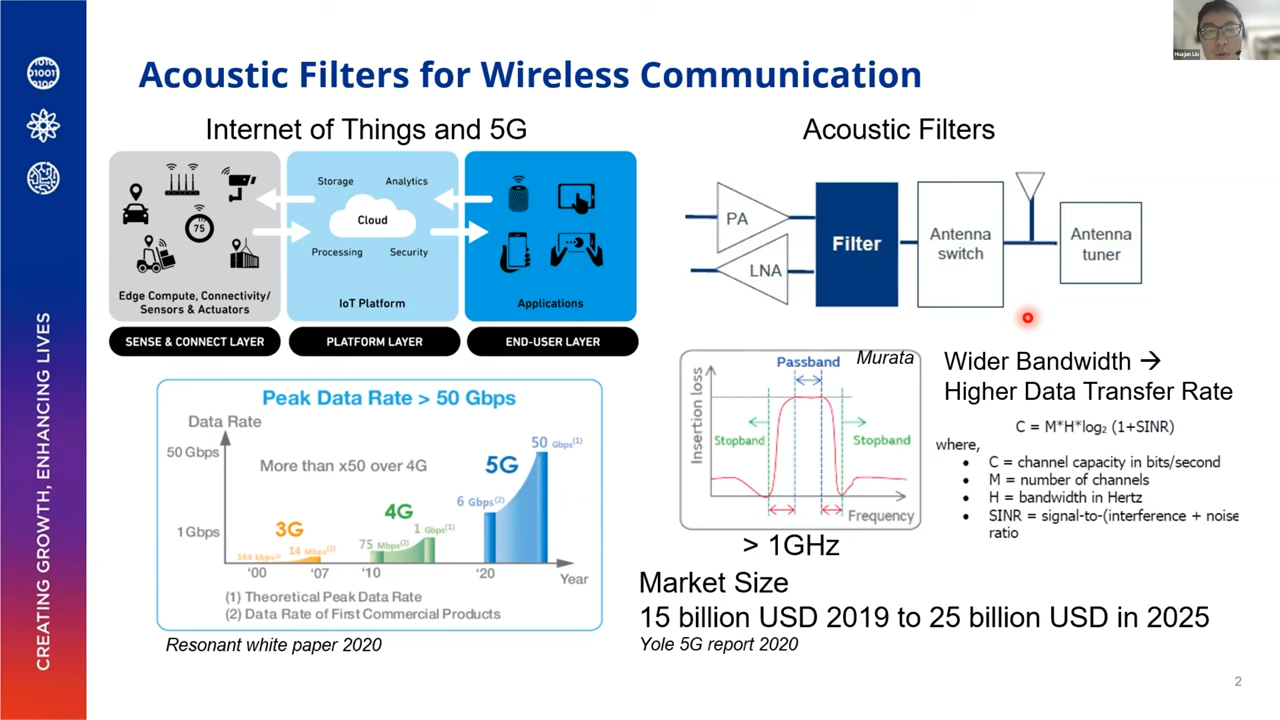 Huajun Liu
Acoustic Filters for Wireless Communication
Internet of Things and 5G
Storage
Analytics
Cloud
Processing
Security
75
Edge Compute, Connectivity/
Sensors & Actuators
IoT Platform
Applications
SENSE & CONNECT LAYER
PLATFORM LAYER
END-USER LAYER
Peak Data Rate > 50 Gbps
Data Rate
50 Gbps
1 Gbps
More than x50 over 4G
3G
384 kbps(2)
14 Mbps(1)
4G
75 Mbps(2)
1 Gbps(1)
5G
6 Gbps(2)
50 Gbps(1)
'00
'07
'10
'20
Year
(1) Theoretical Peak Data Rate
(2) Data Rate of First Commercial Products
Resonant white paper 2020
Acoustic Filters
PA
LNA
Filter
Antenna
switch
Antenna
tuner
Murata
Passband
Insertion loss
Stopband
Stopband
Frequency
> 1GHz
Wider Bandwidth →
Higher Data Transfer Rate
C = M*H*log₂ (1+SINR)
where,
• C = channel capacity in bits/second
• M = number of channels
• H = bandwidth in Hertz
• SINR = signal-to-(interference + noise
ratio
Market Size
15 billion USD 2019 to 25 billion USD in 2025
Yole 5G report 2020
CREATING GROWTH, ENHANCING LIVES
01001
2